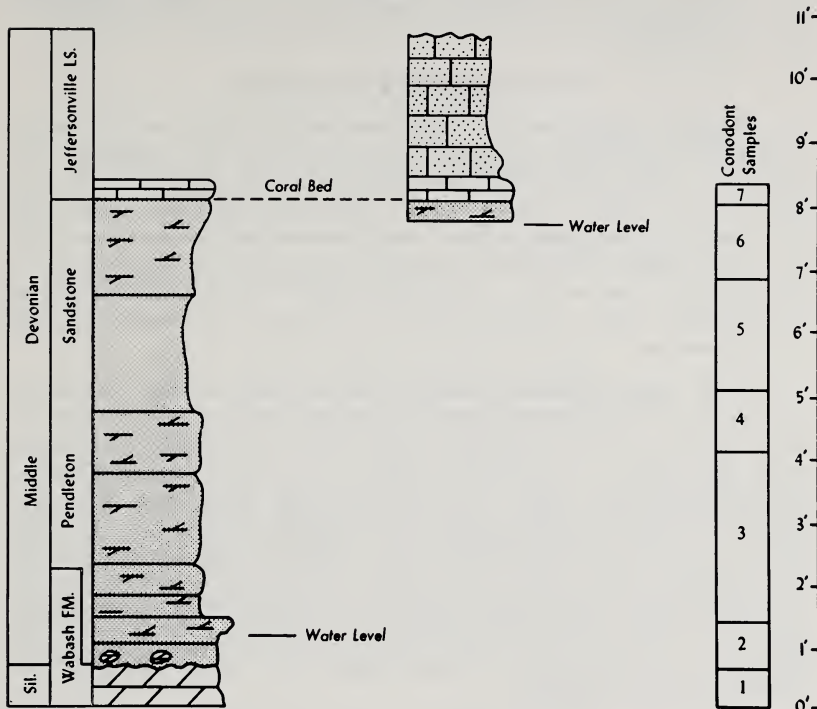 Sil.
Middle Devonian
Wabash FM.
Pendleton Sandstone
Jeffersonville LS.
Coral Bed
Water Level
Water Level
Conodont
Samples
7
6
5
4
3
2
1
11'
10'
9'
8'
7'
6'
5'
4'
3'
2'
1'
0'